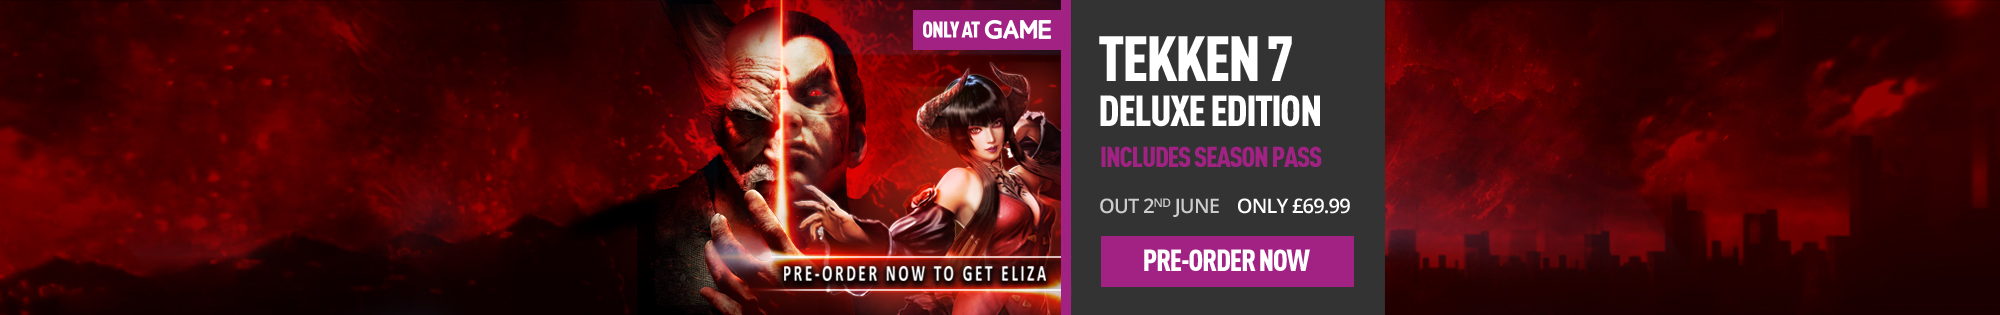 ONLY AT GAME
PRE-ORDER NOW TO GET ELIZA
TEKKEN 7
DELUXE EDITION
INCLUDES SEASON PASS
OUT 2ND JUNE ONLY £69.99
PRE-ORDER NOW